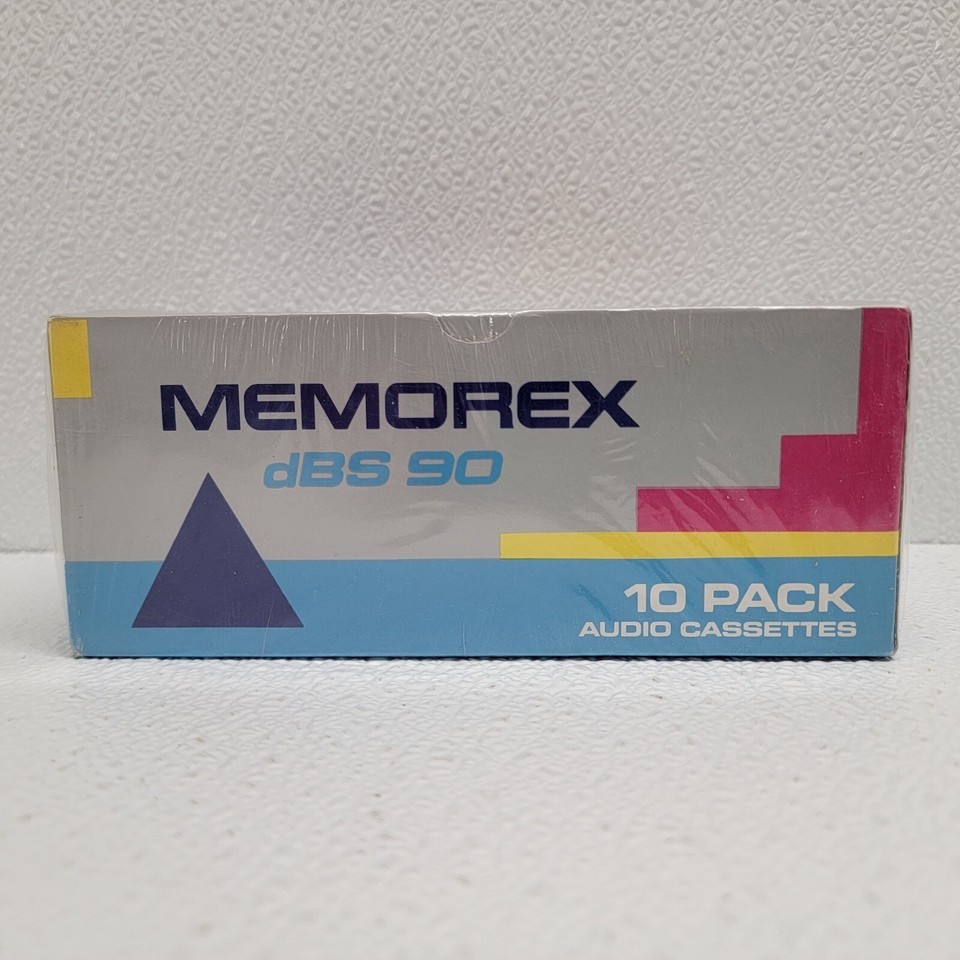 MEMOREX
dBS 90
10 PACK
AUDIO CASSETTES